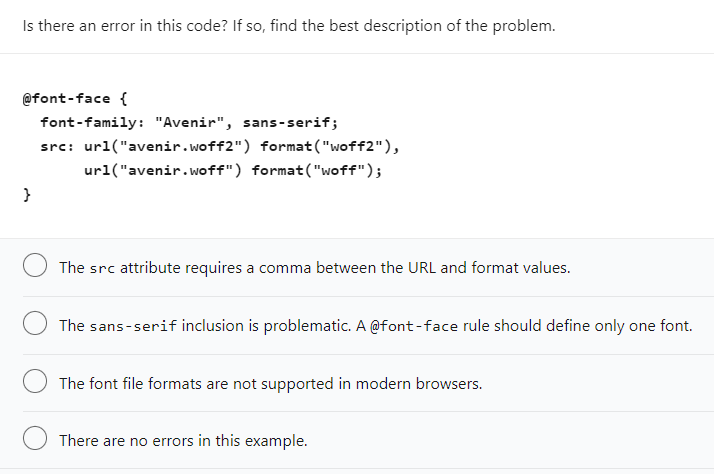 Is there an error in this code? If so, find the best description of the problem.
@font-face {
font-family: "Avenir", sans-serif;
src: url("avenir.woff2") format("woff2"),
url("avenir.woff") format("woff");
}
The src attribute requires a comma between the URL and format values.
The sans-serif inclusion is problematic. A @font-face rule should define only one font.
The font file formats are not supported in modern browsers.
There are no errors in this example.